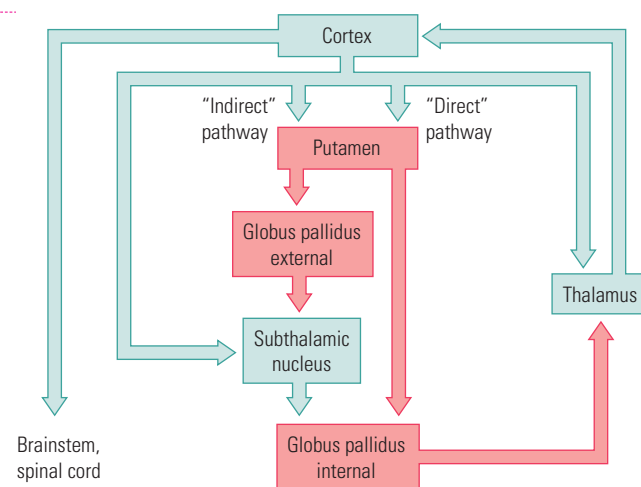 Cortex
“Indirect”
pathway
“Direct”
pathway
Putamen
Globus pallidus
external
Thalamus
Subthalamic
nucleus
Brainstem,
spinal cord
Globus pallidus
internal